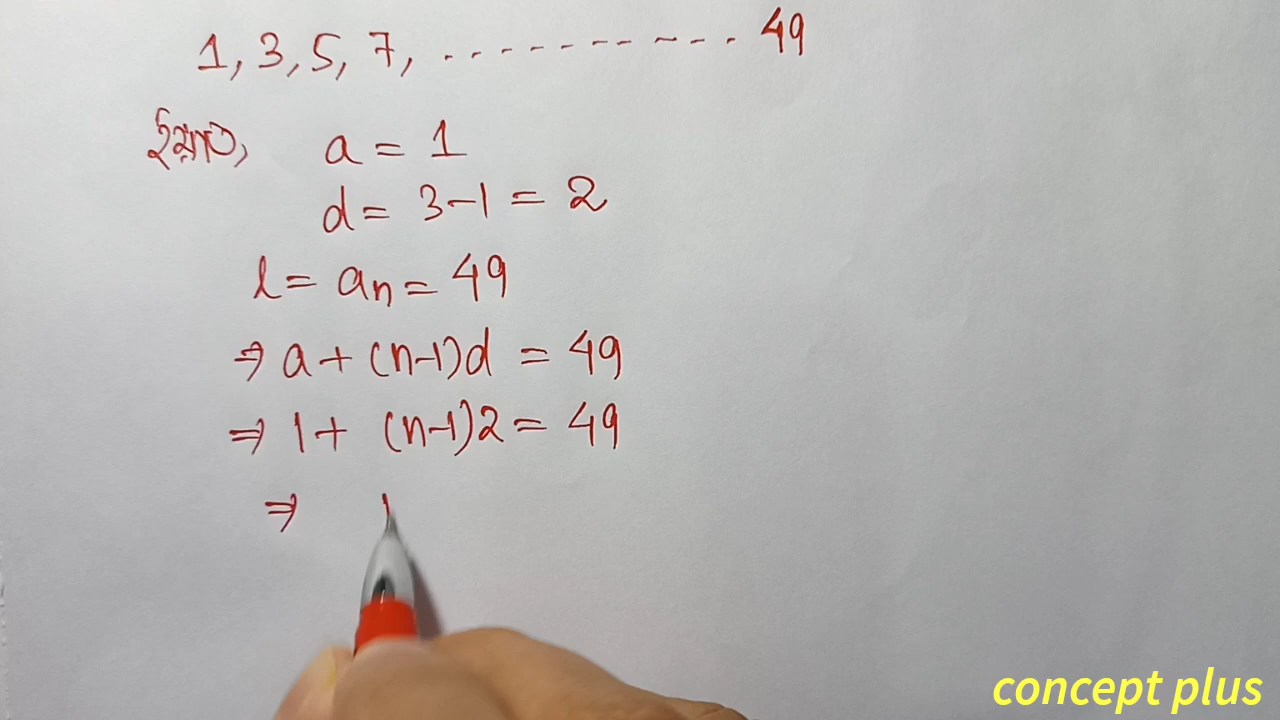 1, 3, 5, 7, ----------- 49
ইয়াত, a = 1
d = 3-1 = 2
l = an = 49
⇒ a + (n-1)d = 49
⇒ 1 + (n-1)2 = 49
⇒
concept plus